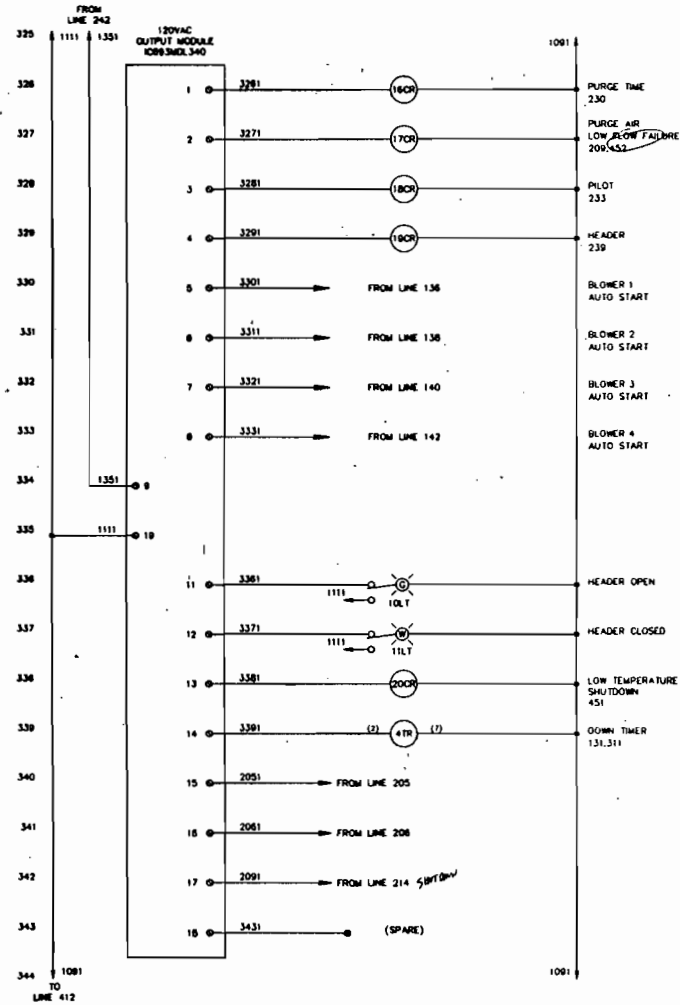 FROM
LINE 242
325 1111 1351 120VAC 1091
OUTPUT MODULE
IC693MDL340
326 1 3261 16CR PURGE TIME
230
327 2 3271 17CR PURGE AIR
LOW FLOW FAILURE
209,452
328 3 3281 18CR PILOT
233
329 4 3291 19CR HEADER
239
330 5 3301 FROM LINE 136 BLOWER 1
AUTO START
331 6 3311 FROM LINE 138 BLOWER 2
AUTO START
332 7 3321 FROM LINE 140 BLOWER 3
AUTO START
333 8 3331 FROM LINE 142 BLOWER 4
AUTO START
334 1351 9
335 1111 10
336 11 3361 1111 G HEADER OPEN
10LT
337 12 3371 1111 W HEADER CLOSED
11LT
338 13 3381 20CR LOW TEMPERATURE
SHUTDOWN
451
339 14 3391 (2) 4TR (7) DOWN TIMER
131,311
340 15 2051 FROM LINE 205
341 16 2061 FROM LINE 206
342 17 2091 FROM LINE 214 SHUTDOWN
343 18 3431 (SPARE)
344 1091 1091
TO
LINE 412